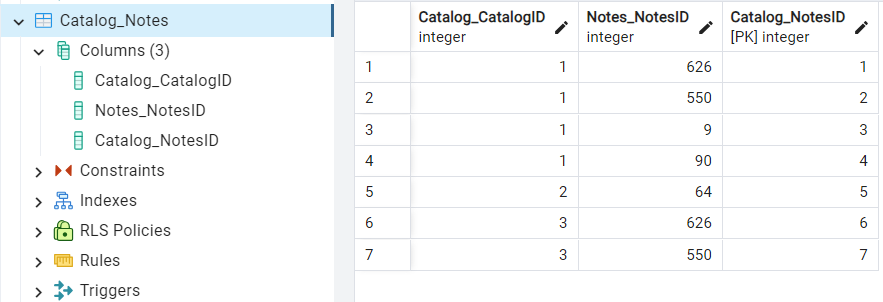 Catalog_Notes
Columns (3)
Catalog_CatalogID
Notes_NotesID
Catalog_NotesID
Constraints
Indexes
RLS Policies
Rules
Triggers
Catalog_CatalogID Notes_NotesID Catalog_NotesID
integer integer [PK] integer
1 1 626 1
2 1 550 2
3 1 9 3
4 1 90 4
5 2 64 5
6 3 626 6
7 3 550 7